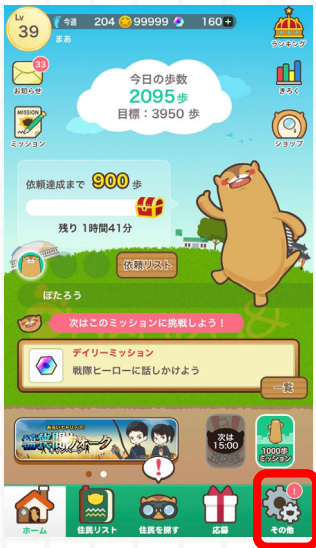 Lv
39
今週 204 99999 160
まあ
ランキング
33
お知らせ
きろく
MISSION
ミッション
ショップ
今日の歩数
2095歩
目標:3950 歩
依頼達成まで 900 歩
残り 1時間41分
依頼リスト
ぽたろう
次はこのミッションに挑戦しよう!
デイリーミッション
戦隊ヒーローに話しかけよう
一覧
次は
15:00
1000歩
ミッション
ホーム
住民リスト
住民を探す
応募
その他